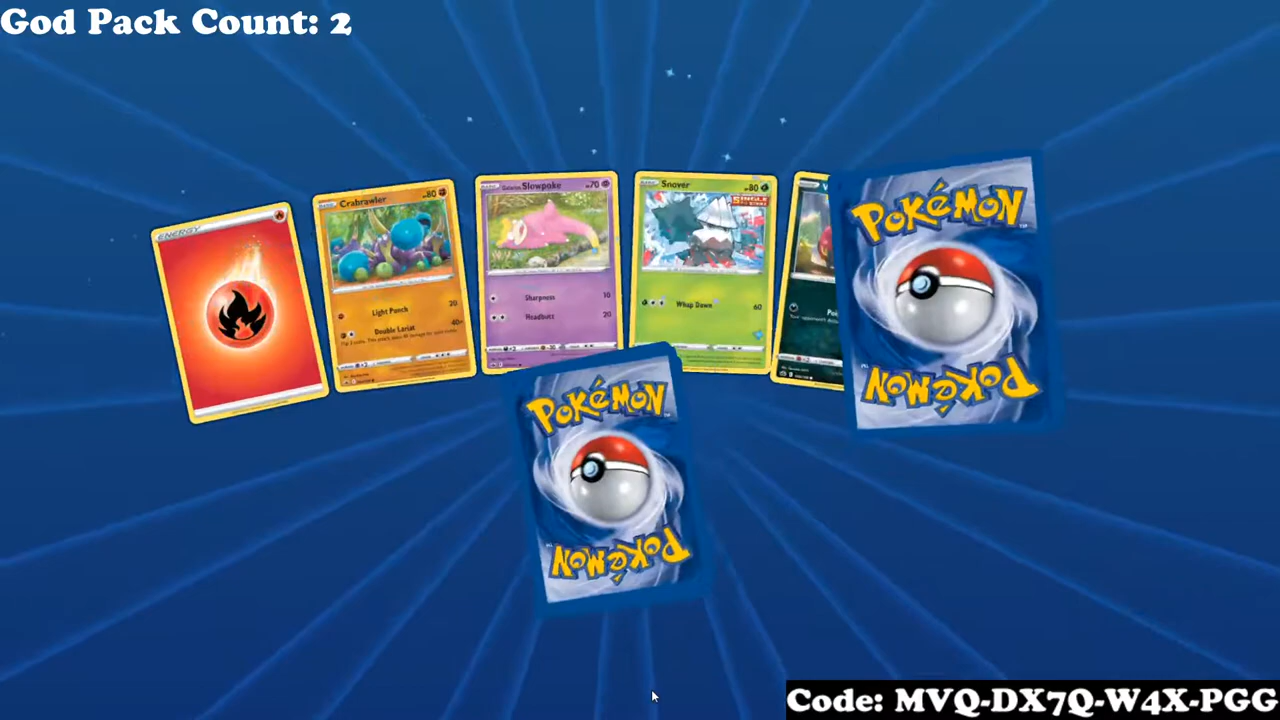 God Pack Count: 2
ENERGY
Crabrawler
80
Light Punch 20
Double Lariat 40+
Slowpoke
70
Sharpness 10
Headbutt 20
Snover
80
SINGLE
Whap Down 60
POKéMON
POKéMON
POKéMON
POKéMON
Code: MVQ-DX7Q-W4X-PGG